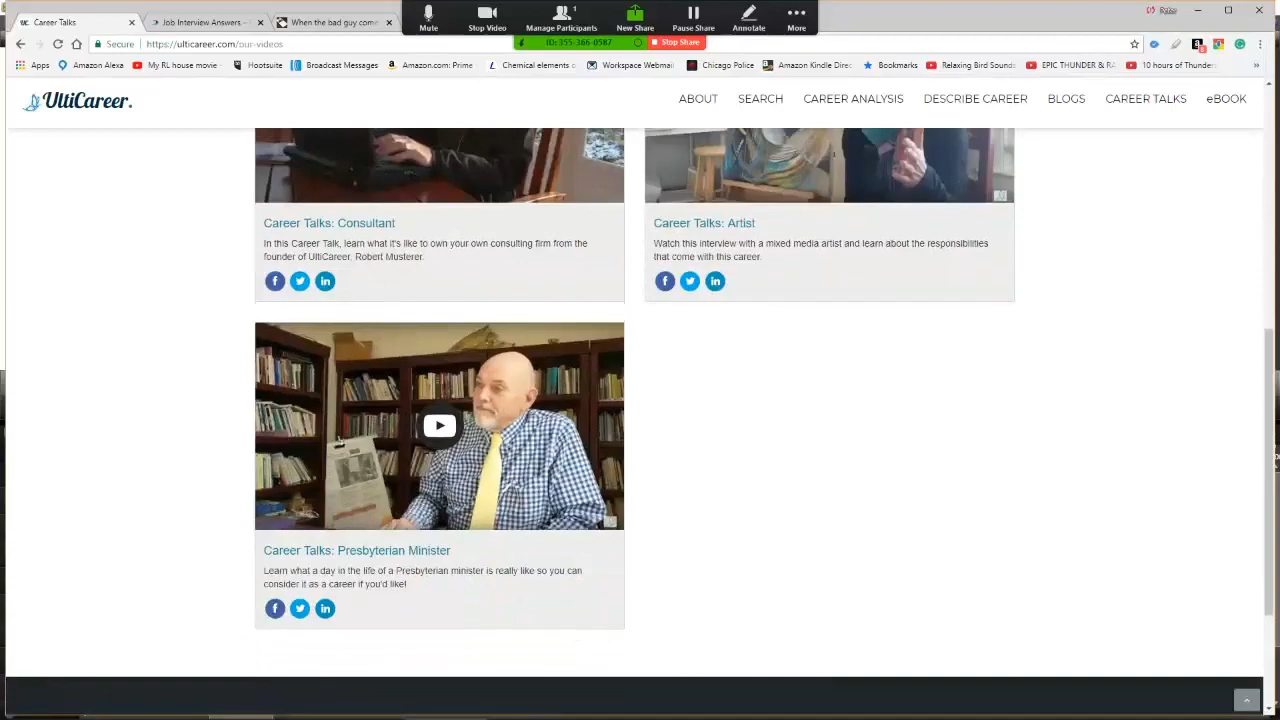 Career Talks
Job Interview Answers. -
When the bad guy come
Mute
Stop Video
1
Manage Participants
New Share
Pause Share
Annotate
More
ID: 355-366-0587
Stop Share
Secure
https://ulticareer.com/our-videos
Apps
Amazon Alexa
My RL house movie -
Hootsuite
Broadcast Messages
Amazon.com: Prime
Chemical elements o
Workspace Webmail
Chicago Police
Amazon Kindle Direc
Bookmarks
Relaxing Bird Sound
EPIC THUNDER & RA
10 hours of Thunder
»
UltiCareer.
ABOUT
SEARCH
CAREER ANALYSIS
DESCRIBE CAREER
BLOGS
CAREER TALKS
eBOOK
Career Talks: Consultant
In this Career Talk, learn what it's like to own your own consulting firm from the
founder of UltiCareer, Robert Musterer.
Career Talks: Artist
Watch this interview with a mixed media artist and learn about the responsibilities
that come with this career.
Career Talks: Presbyterian Minister
Learn what a day in the life of a Presbyterian minister is really like so you can
consider it as a career if you'd like!